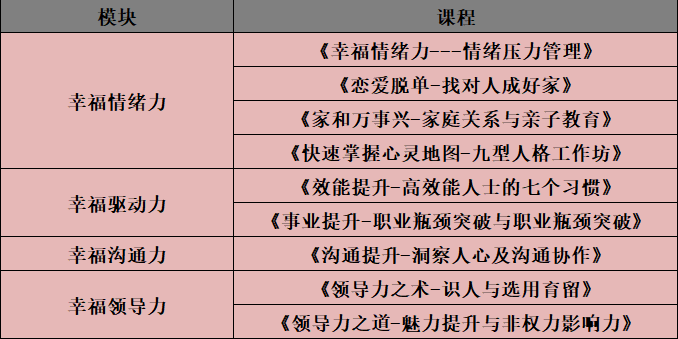 模块 课程
幸福情绪力
《幸福情绪力---情绪压力管理》
《恋爱脱单-找对人成好家》
《家和万事兴-家庭关系与亲子教育》
《快速掌握心灵地图-九型人格工作坊》
幸福驱动力
《效能提升-高效能人士的七个习惯》
《事业提升-职业瓶颈突破与职业瓶颈突破》
幸福沟通力
《沟通提升-洞察人心及沟通协作》
幸福领导力
《领导力之术-识人与选用育留》
《领导力之道-魅力提升与非权力影响力》